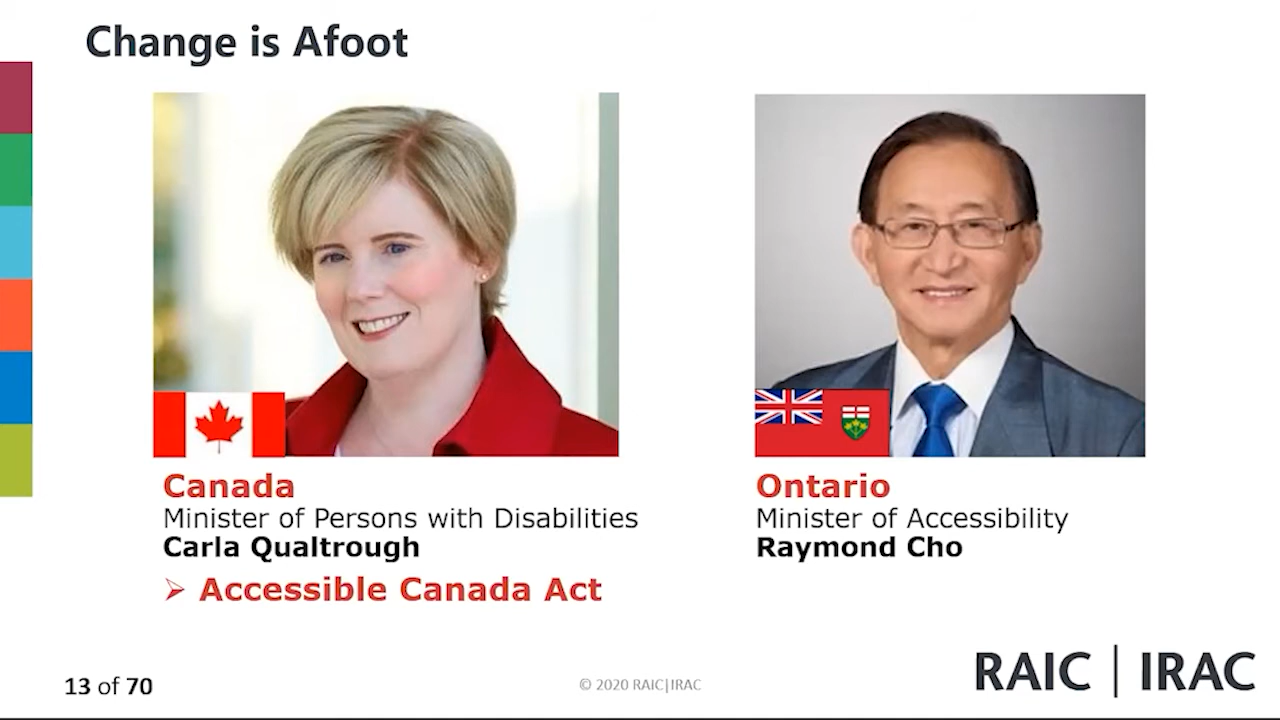 Change is Afoot
Canada
Minister of Persons with Disabilities
Carla Qualtrough
➢ Accessible Canada Act
Ontario
Minister of Accessibility
Raymond Cho
13 of 70
© 2020 RAIC|IRAC
RAIC | IRAC